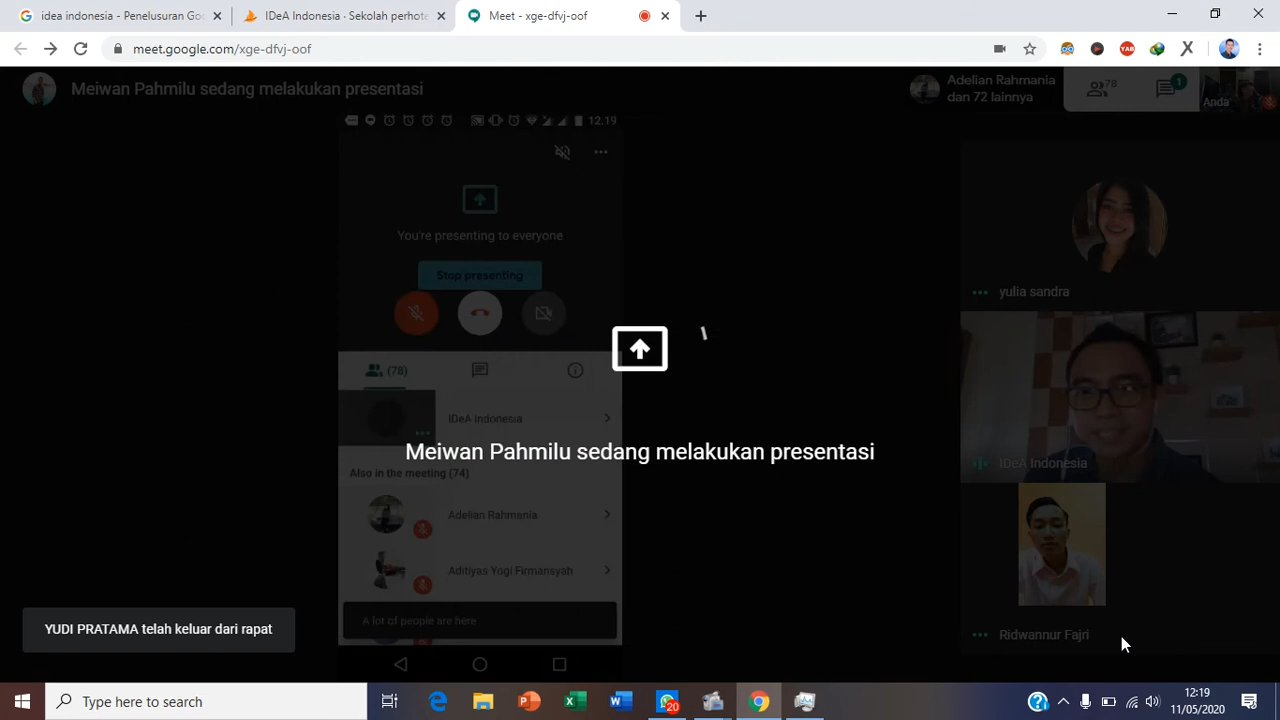 idea indonesia - Penelusuran Goo
IDeA Indonesia · Sekolah perhote
Meet - xge-dfvj-oof
meet.google.com/xge-dfvj-oof
YAB
Meiwan Pahmilu sedang melakukan presentasi
Adelian Rahmania
dan 72 lainnya
78
1
Anda
12.19
You're presenting to everyone
Stop presenting
yulia sandra
(78)
IDeA Indonesia
Meiwan Pahmilu sedang melakukan presentasi
IDeA Indonesia
Also in the meeting (74)
Adelian Rahmania
Aditiyas Yogi Firmansyah
A lot of people are here
YUDI PRATAMA telah keluar dari rapat
Ridwannur Fajri
Type here to search
20
12:19
11/05/2020